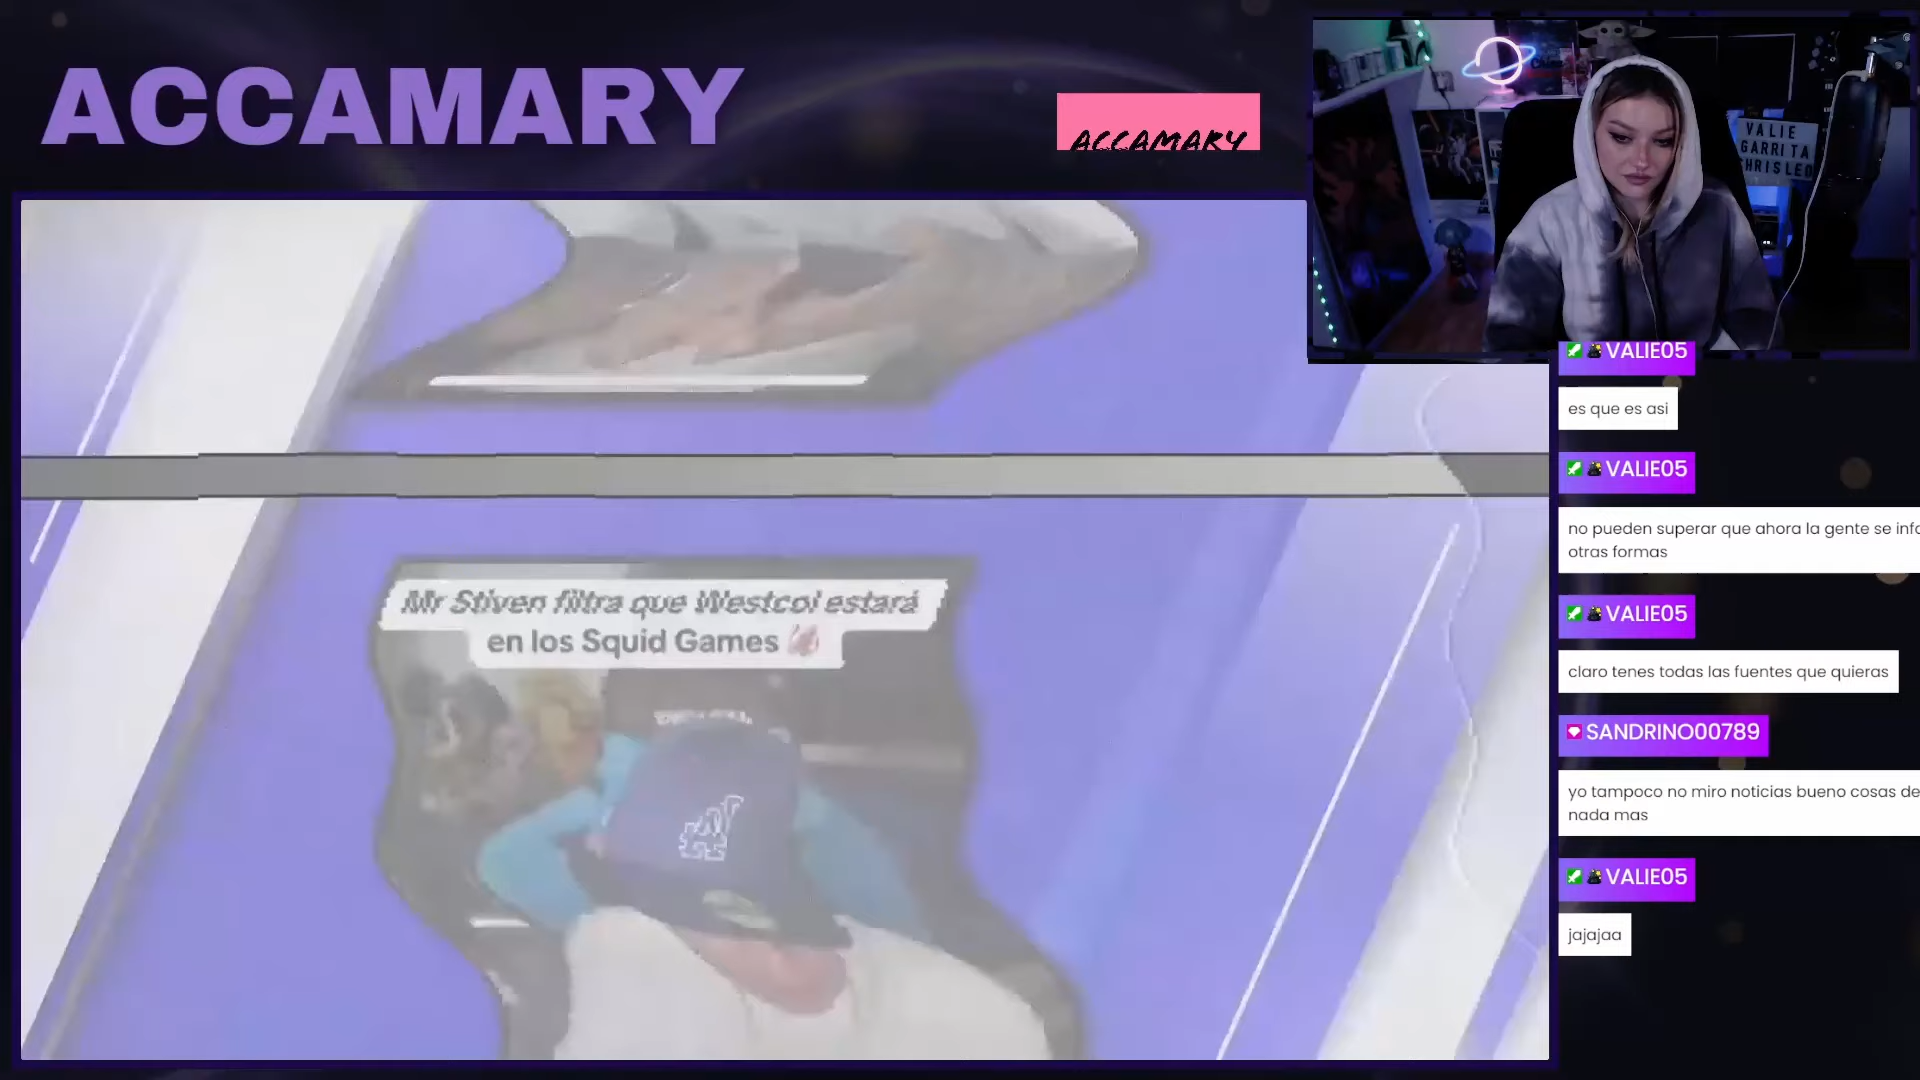 ACCAMARY
ACCAMARY
VALIE
GARRITA
CHRISLEO
VALIE05
es que es asi
VALIE05
no pueden superar que ahora la gente se info
otras formas
VALIE05
claro tenes todas las fuentes que quieras
SANDRINO00789
yo tampoco no miro noticias bueno cosas de
nada mas
VALIE05
jajajaa
Mr Stiven filtra que Westcol estará
en los Squid Games